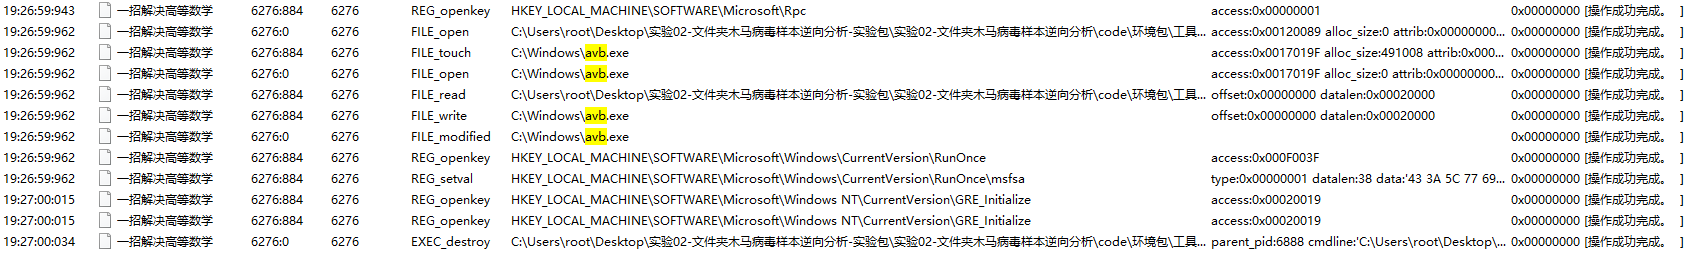 19:26:59:943 一招解决高等数学 6276:884 6276 REG_openkey HKEY_LOCAL_MACHINE\SOFTWARE\Microsoft\Rpc access:0x00000001 0x00000000 [操作成功完成。 ]
19:26:59:962 一招解决高等数学 6276:0 6276 FILE_open C:\Users\root\Desktop\实验02-文件夹木马病毒样本逆向分析-实验包\实验02-文件夹木马病毒样本逆向分析\code\环境包\工具... access:0x00120089 alloc_size:0 attrib:0x00000000... 0x00000000 [操作成功完成。 ]
19:26:59:962 一招解决高等数学 6276:884 6276 FILE_touch C:\Windows\avb.exe access:0x0017019F alloc_size:491008 attrib:0x000... 0x00000000 [操作成功完成。 ]
19:26:59:962 一招解决高等数学 6276:0 6276 FILE_open C:\Windows\avb.exe access:0x0017019F alloc_size:0 attrib:0x00000000... 0x00000000 [操作成功完成。 ]
19:26:59:962 一招解决高等数学 6276:884 6276 FILE_read C:\Users\root\Desktop\实验02-文件夹木马病毒样本逆向分析-实验包\实验02-文件夹木马病毒样本逆向分析\code\环境包\工具... offset:0x00000000 datalen:0x00020000 0x00000000 [操作成功完成。 ]
19:26:59:962 一招解决高等数学 6276:884 6276 FILE_write C:\Windows\avb.exe offset:0x00000000 datalen:0x00020000 0x00000000 [操作成功完成。 ]
19:26:59:962 一招解决高等数学 6276:0 6276 FILE_modified C:\Windows\avb.exe 0x00000000 [操作成功完成。 ]
19:26:59:962 一招解决高等数学 6276:884 6276 REG_openkey HKEY_LOCAL_MACHINE\SOFTWARE\Microsoft\Windows\CurrentVersion\RunOnce access:0x000F003F 0x00000000 [操作成功完成。 ]
19:26:59:962 一招解决高等数学 6276:884 6276 REG_setval HKEY_LOCAL_MACHINE\SOFTWARE\Microsoft\Windows\CurrentVersion\RunOnce\msfsa type:0x00000001 datalen:38 data:'43 3A 5C 77 69... 0x00000000 [操作成功完成。 ]
19:27:00:015 一招解决高等数学 6276:884 6276 REG_openkey HKEY_LOCAL_MACHINE\SOFTWARE\Microsoft\Windows NT\CurrentVersion\GRE_Initialize access:0x00020019 0x00000000 [操作成功完成。 ]
19:27:00:015 一招解决高等数学 6276:884 6276 REG_openkey HKEY_LOCAL_MACHINE\SOFTWARE\Microsoft\Windows NT\CurrentVersion\GRE_Initialize access:0x00020019 0x00000000 [操作成功完成。 ]
19:27:00:034 一招解决高等数学 6276:0 6276 EXEC_destroy C:\Users\root\Desktop\实验02-文件夹木马病毒样本逆向分析-实验包\实验02-文件夹木马病毒样本逆向分析\code\环境包\工具... parent_pid:6888 cmdline:'C:\Users\root\Desktop\... 0x00000000 [操作成功完成。 ]